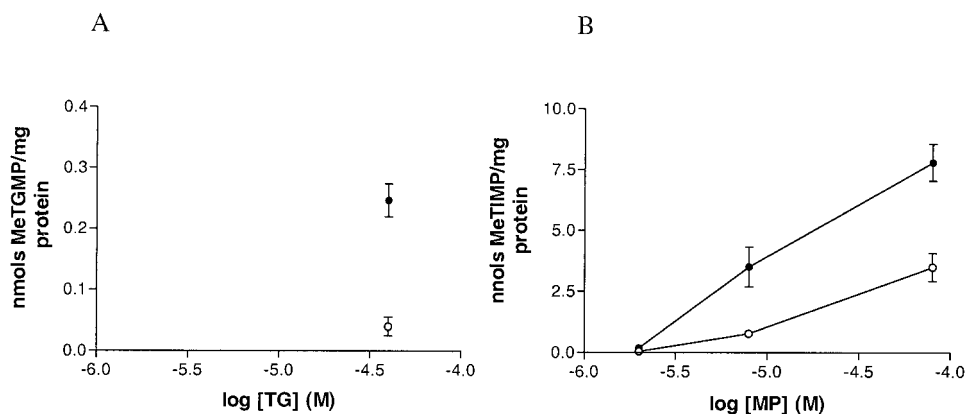 A
B
0.4
0.3
0.2
0.1
0.0
-6.0 -5.5 -5.0 -4.5 -4.0
log [TG] (M)
nmols MeTGMP/mg
protein
10.0
7.5
5.0
2.5
0.0
-6.0 -5.5 -5.0 -4.5 -4.0
log [MP] (M)
nmols MeTIMP/mg
protein